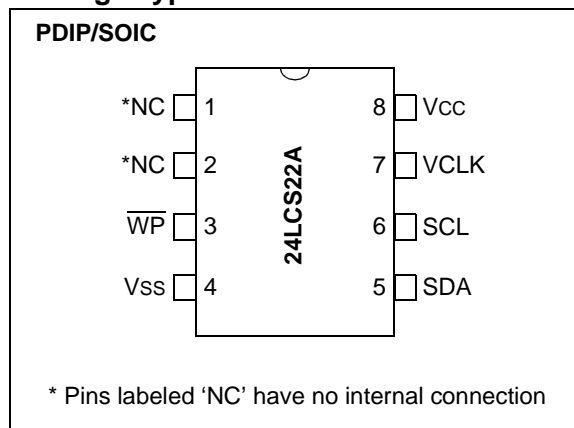 PDIP/SOIC
*NC 1 8 VCC
*NC 2 7 VCLK
W̅P̅ 3 6 SCL
VSS 4 5 SDA
24LCS22A
* Pins labeled ‘NC’ have no internal connection